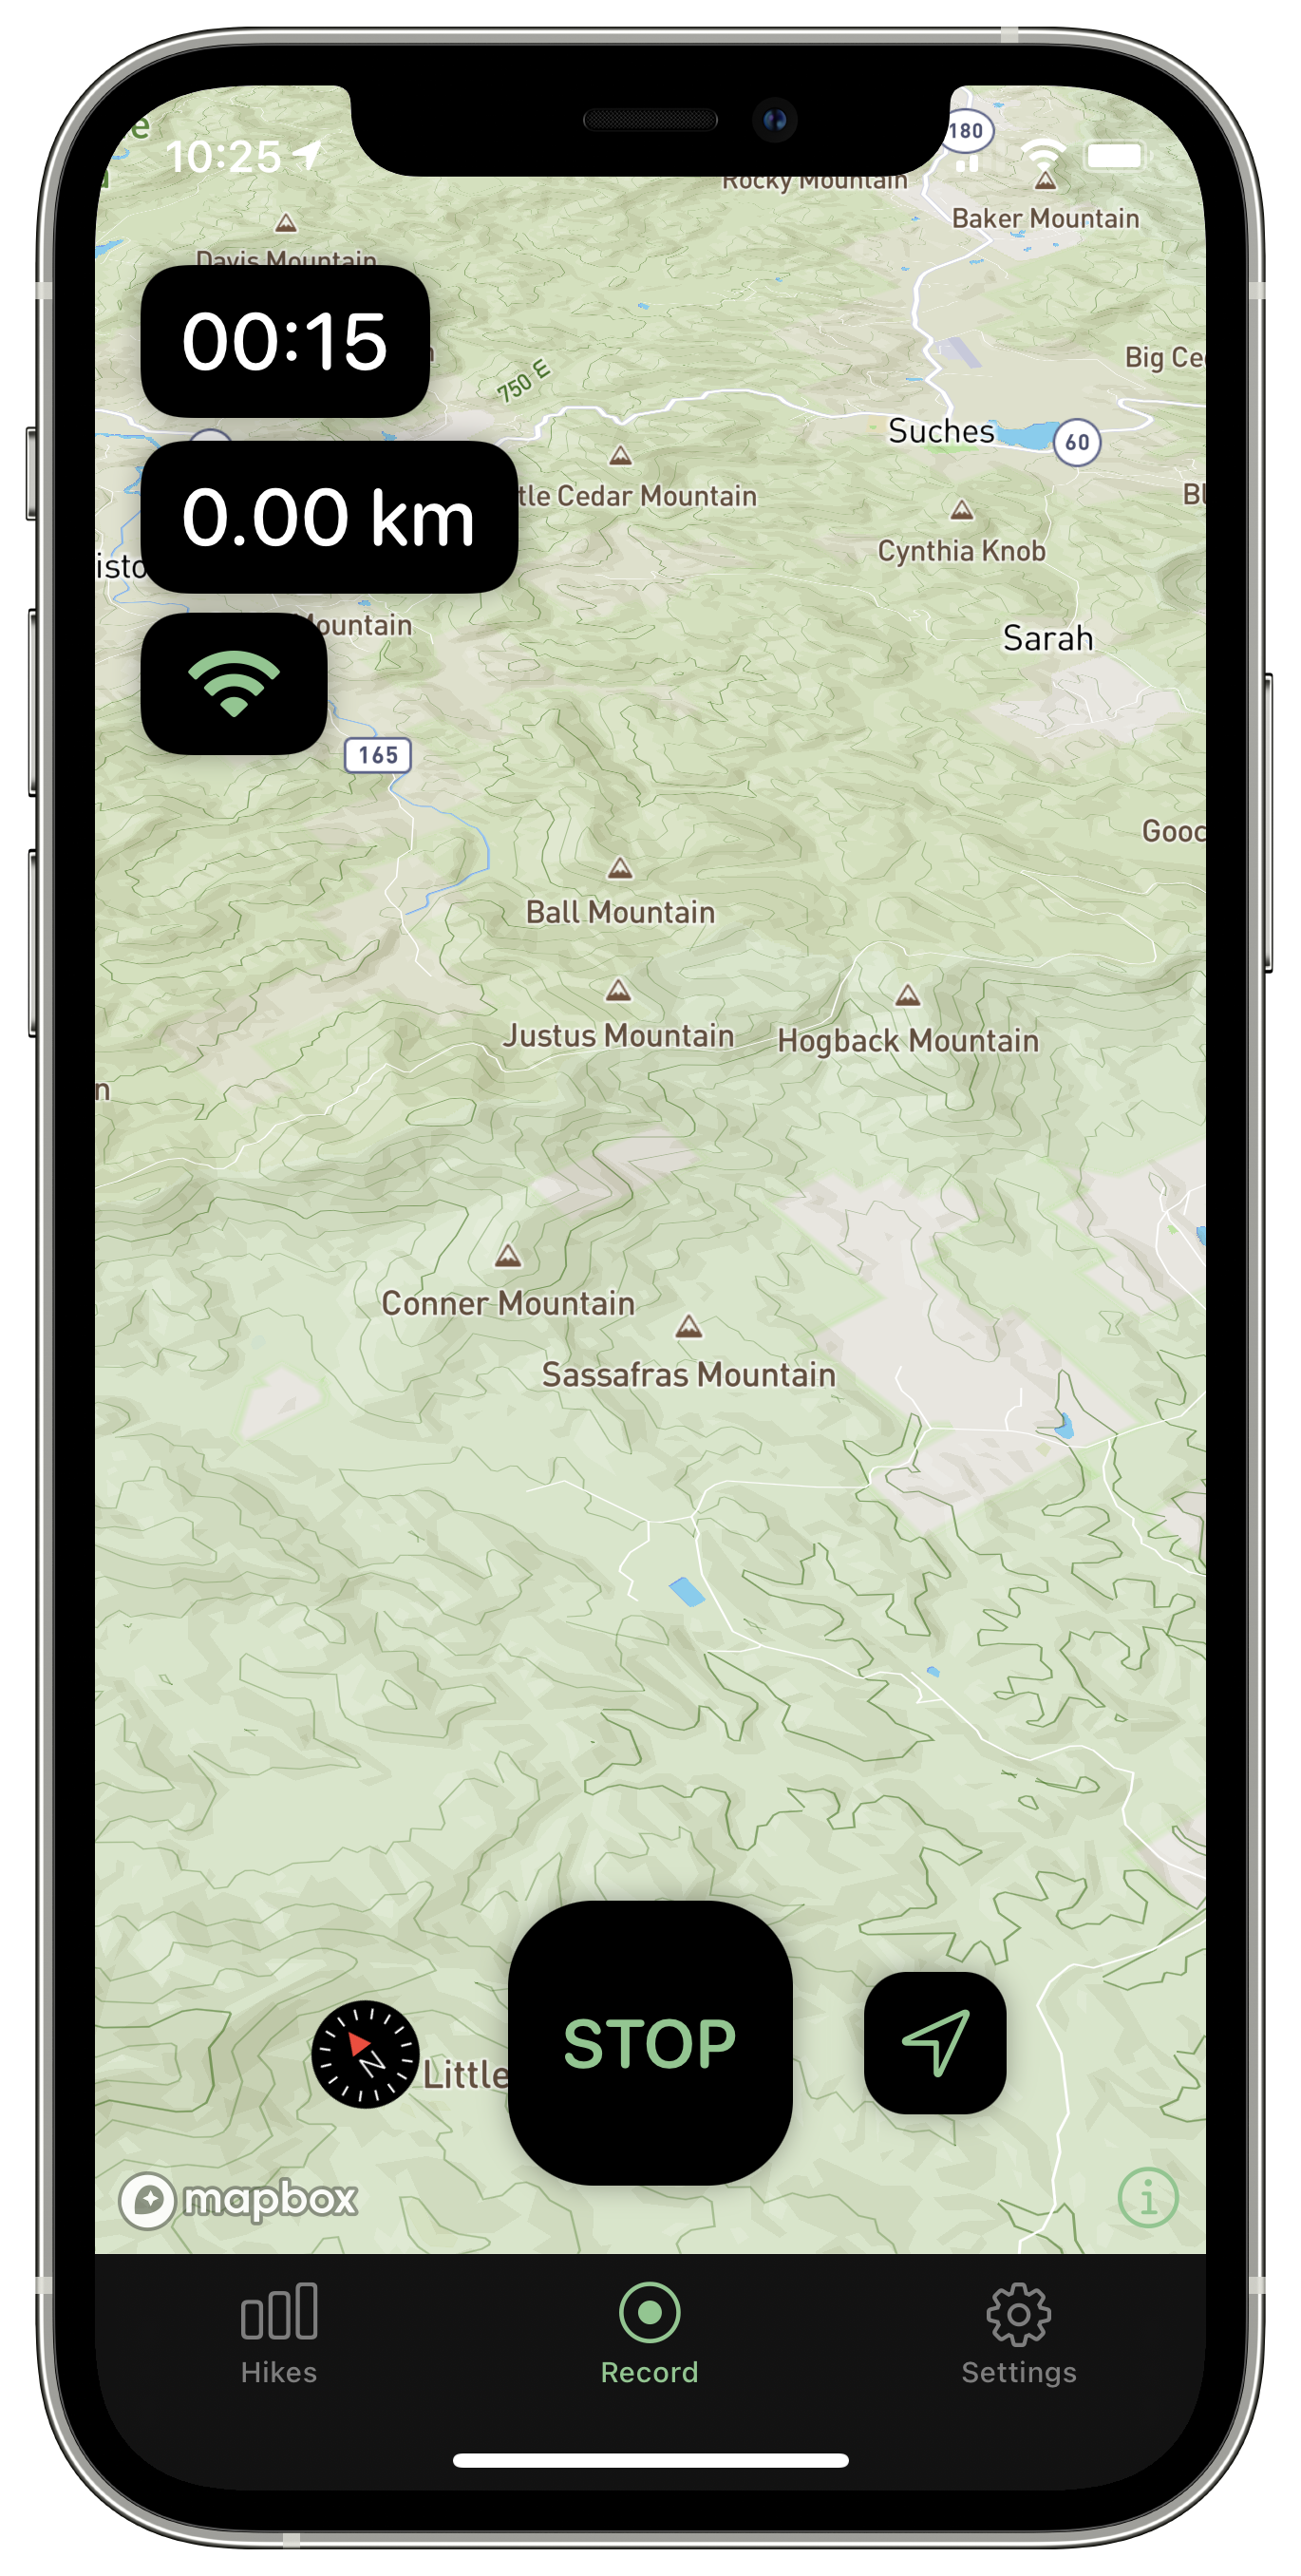 10:25
180
Rocky Mountain
Baker Mountain
Davis Mountain
00:15
750 E
Big Ce
Suches
60
0.00 km
tle Cedar Mountain
Bl
Cynthia Knob
isto
ountain
Sarah
165
Gooc
Ball Mountain
Justus Mountain
Hogback Mountain
n
Conner Mountain
Sassafras Mountain
N
Little
STOP
mapbox
i
Hikes
Record
Settings